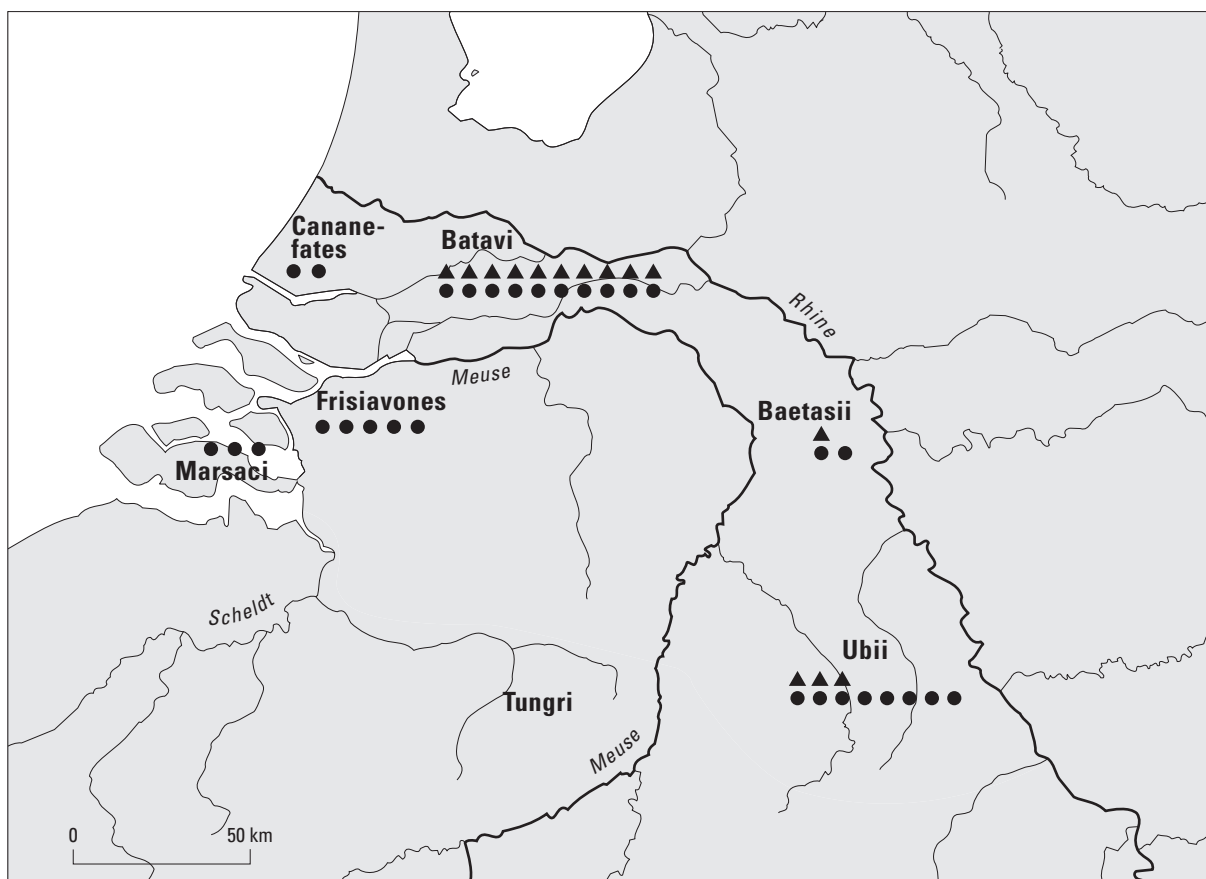 Canane-
fates
Batavi
Rhine
Meuse
Frisiavones
Baetasii
Marsaci
Scheldt
Ubii
Tungri
Meuse
0 50 km